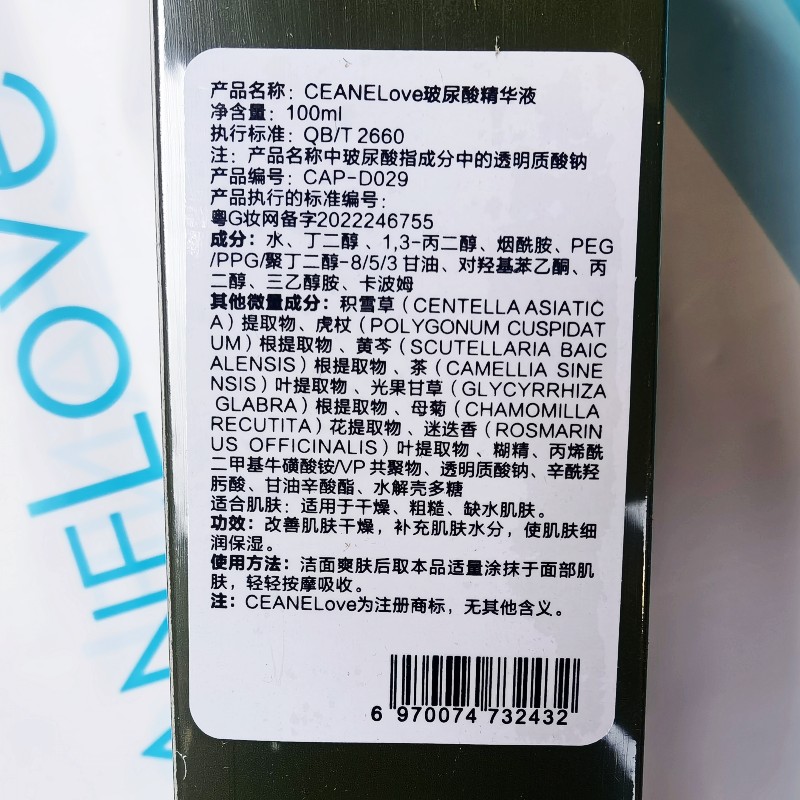 产品名称：CEANELove玻尿酸精华液
净含量：100ml
执行标准：QB/T 2660
注：产品名称中玻尿酸指成分中的透明质酸钠
产品编号：CAP-D029
产品执行的标准编号：
粤G妆网备字2022246755
成分：水、丁二醇、1,3-丙二醇、烟酰胺、PEG
/PPG/聚丁二醇-8/5/3 甘油、对羟基苯乙酮、丙
二醇、三乙醇胺、卡波姆
其他微量成分：积雪草（CENTELLA ASIATIC
A）提取物、虎杖（POLYGONUM CUSPIDAT
UM）根提取物、黄芩（SCUTELLARIA BAIC
ALENSIS）根提取物、茶（CAMELLIA SINE
NSIS）叶提取物、光果甘草（GLYCYRRHIZA
GLABRA）根提取物、母菊（CHAMOMILLA
RECUTITA）花提取物、迷迭香（ROSMARIN
US OFFICINALIS）叶提取物、糊精、丙烯酰
二甲基牛磺酸铵/VP 共聚物、透明质酸钠、辛酰羟
肟酸、甘油辛酸酯、水解壳多糖
适合肌肤：适用于干燥、粗糙、缺水肌肤。
功效：改善肌肤干燥，补充肌肤水分，使肌肤细
润保湿。
使用方法：洁面爽肤后取本品适量涂抹于面部肌
肤，轻轻按摩吸收。
注：CEANELove为注册商标，无其他含义。
6 970074 732432
ANELOVE
e